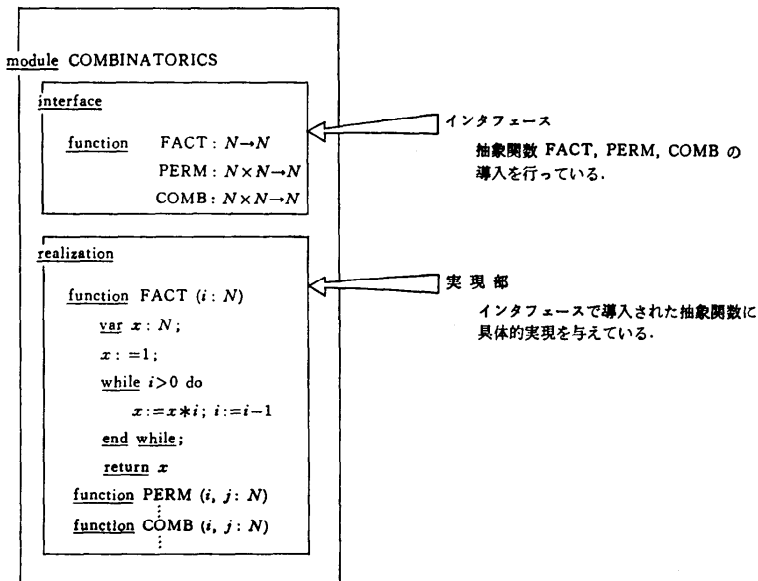 module COMBINATORICS
interface
function FACT : N→N
PERM : N×N→N
COMB : N×N→N
インタフェース
抽象関数 FACT, PERM, COMB の
導入を行っている.
realization
function FACT (i : N)
var x : N ;
x : =1 ;
while i>0 do
x:=x*i; i:=i−1
end while ;
return x
function PERM (i, j : N)
⋮
function COMB (i, j : N)
⋮
実 現 部
インタフェースで導入された抽象関数に
具体的実現を与えている.